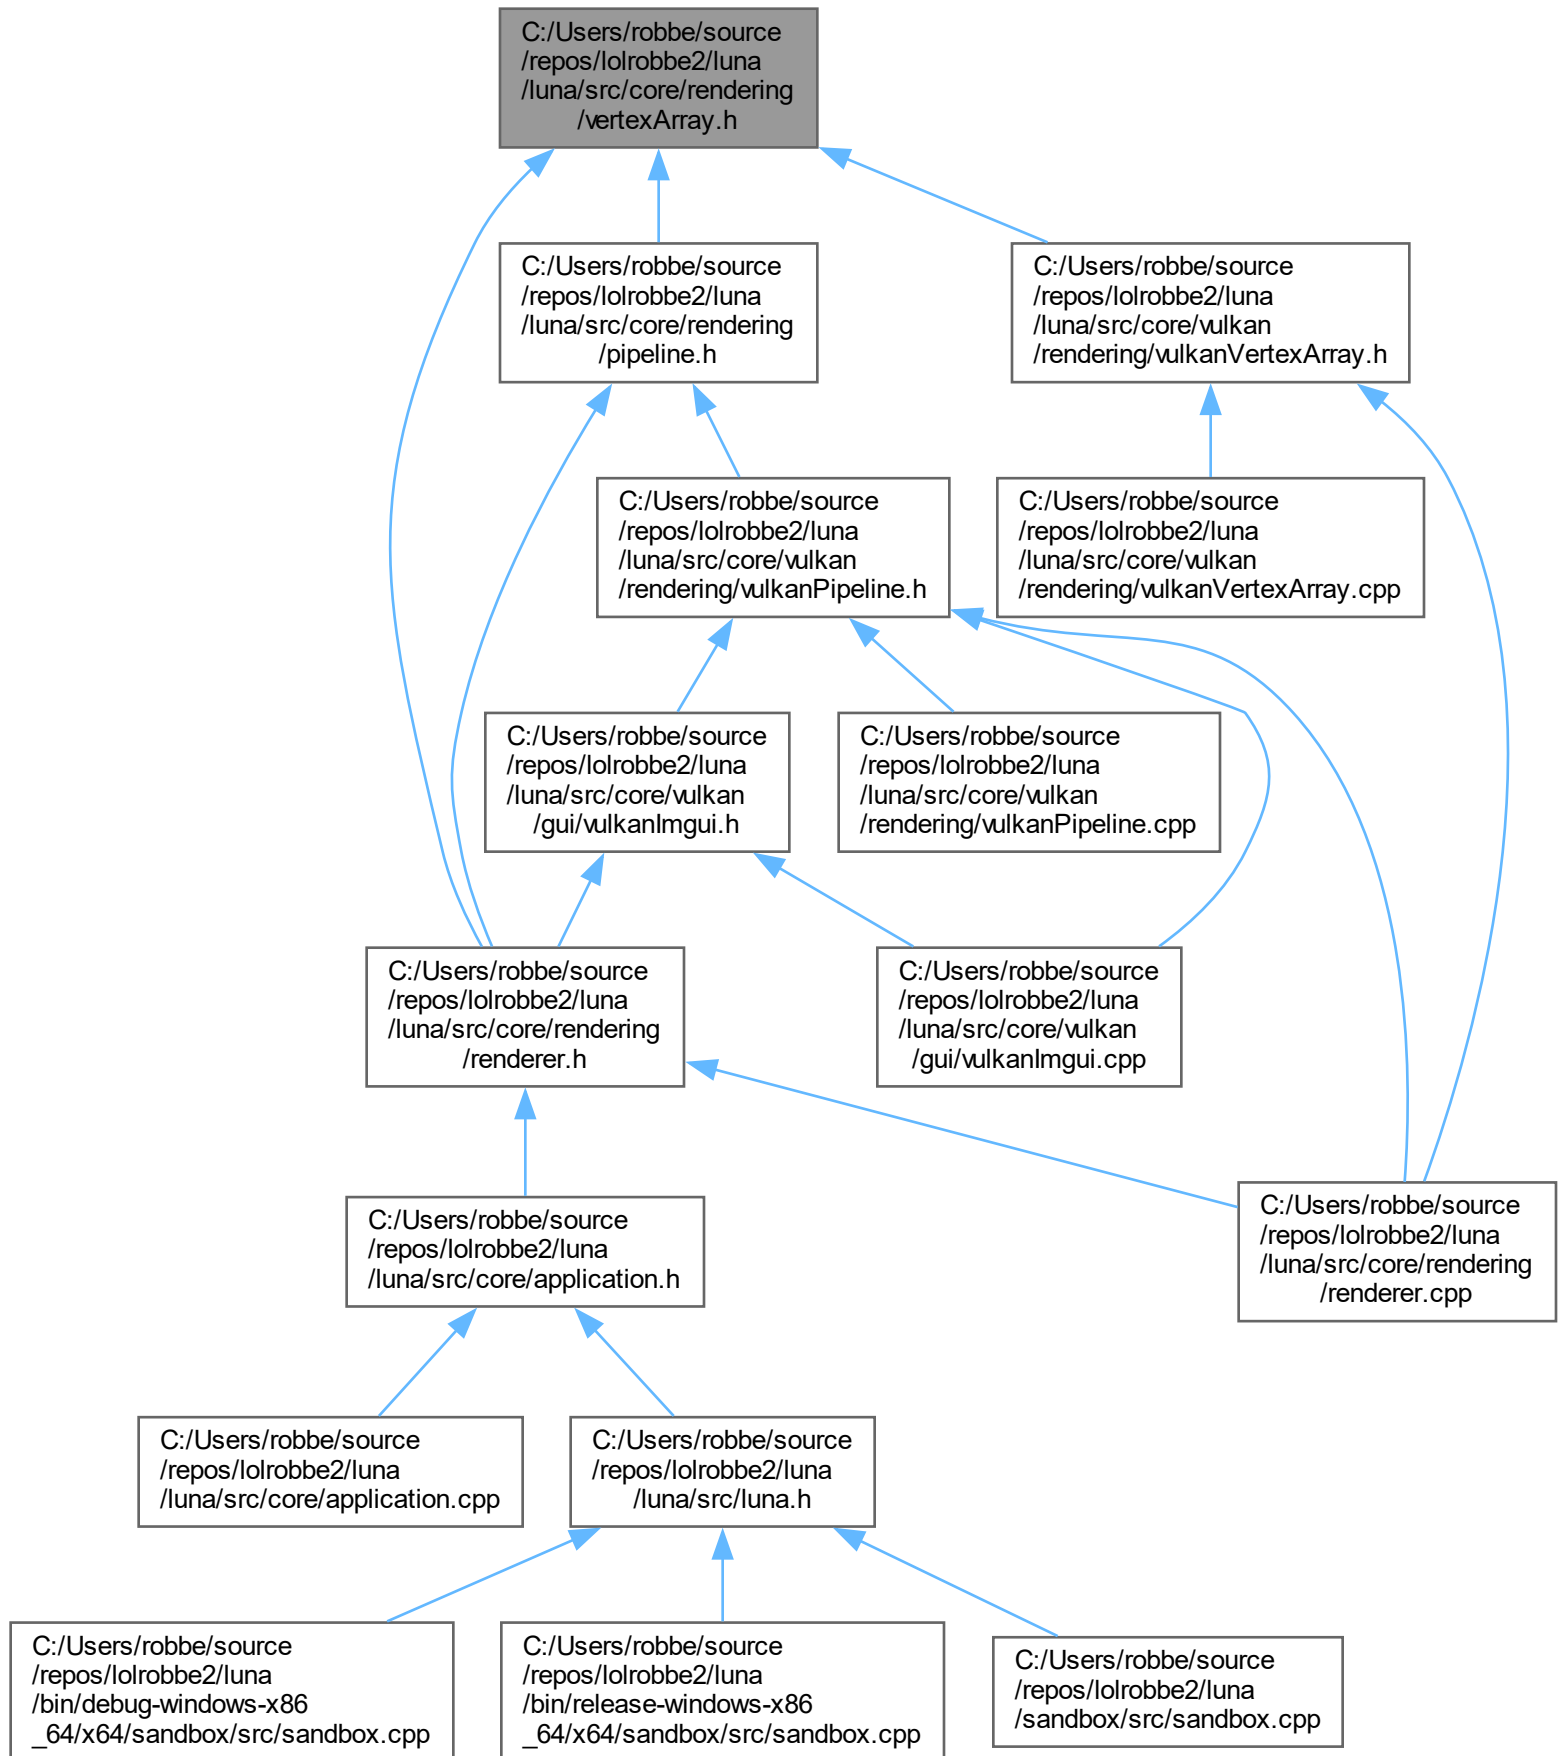 C:/Users/robbe/source
/repos/lolrobbe2/luna
/luna/src/core/rendering
/vertexArray.h
C:/Users/robbe/source
/repos/lolrobbe2/luna
/luna/src/core/rendering
/pipeline.h
C:/Users/robbe/source
/repos/lolrobbe2/luna
/luna/src/core/vulkan
/rendering/vulkanVertexArray.h
C:/Users/robbe/source
/repos/lolrobbe2/luna
/luna/src/core/vulkan
/rendering/vulkanPipeline.h
C:/Users/robbe/source
/repos/lolrobbe2/luna
/luna/src/core/vulkan
/rendering/vulkanVertexArray.cpp
C:/Users/robbe/source
/repos/lolrobbe2/luna
/luna/src/core/vulkan
/gui/vulkanImgui.h
C:/Users/robbe/source
/repos/lolrobbe2/luna
/luna/src/core/vulkan
/rendering/vulkanPipeline.cpp
C:/Users/robbe/source
/repos/lolrobbe2/luna
/luna/src/core/rendering
/renderer.h
C:/Users/robbe/source
/repos/lolrobbe2/luna
/luna/src/core/vulkan
/gui/vulkanImgui.cpp
C:/Users/robbe/source
/repos/lolrobbe2/luna
/luna/src/core/application.h
C:/Users/robbe/source
/repos/lolrobbe2/luna
/luna/src/core/rendering
/renderer.cpp
C:/Users/robbe/source
/repos/lolrobbe2/luna
/luna/src/core/application.cpp
C:/Users/robbe/source
/repos/lolrobbe2/luna
/luna/src/luna.h
C:/Users/robbe/source
/repos/lolrobbe2/luna
/bin/debug-windows-x86
_64/x64/sandbox/src/sandbox.cpp
C:/Users/robbe/source
/repos/lolrobbe2/luna
/bin/release-windows-x86
_64/x64/sandbox/src/sandbox.cpp
C:/Users/robbe/source
/repos/lolrobbe2/luna
/sandbox/src/sandbox.cpp